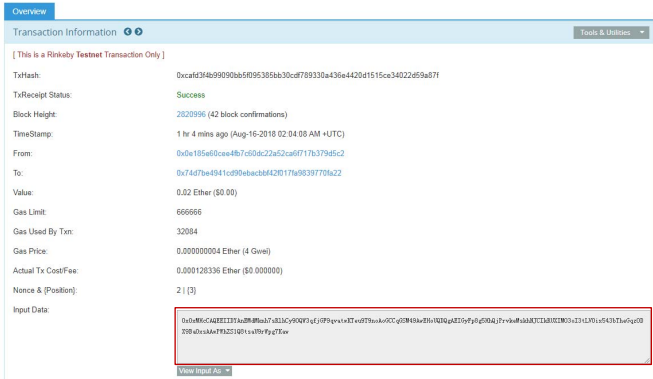 Overview
Transaction Information
Tools & Utilities
[ This is a Rinkeby Testnet Transaction Only ]
TxHash: 0xcafd3f4b99090bb5f095385bb30cdf789330a436e4420d1515ce34022d59a87f
TxReceipt Status: Success
Block Height: 2820996 (42 block confirmations)
TimeStamp: 1 hr 4 mins ago (Aug-16-2018 02:04:08 AM +UTC)
From: 0x0e185e60cee4fb7c60dc22a52ca6f717b379d5c2
To: 0x74d7be4941cd90ebacbbf42f017fa9839770fa22
Value: 0.02 Ether ($0.00)
Gas Limit: 666666
Gas Used By Txn: 32084
Gas Price: 0.000000004 Ether (4 Gwei)
Actual Tx Cost/Fee: 0.000128336 Ether ($0.000000)
Nonce & {Position}: 2 | {3}
Input Data:
View Input As